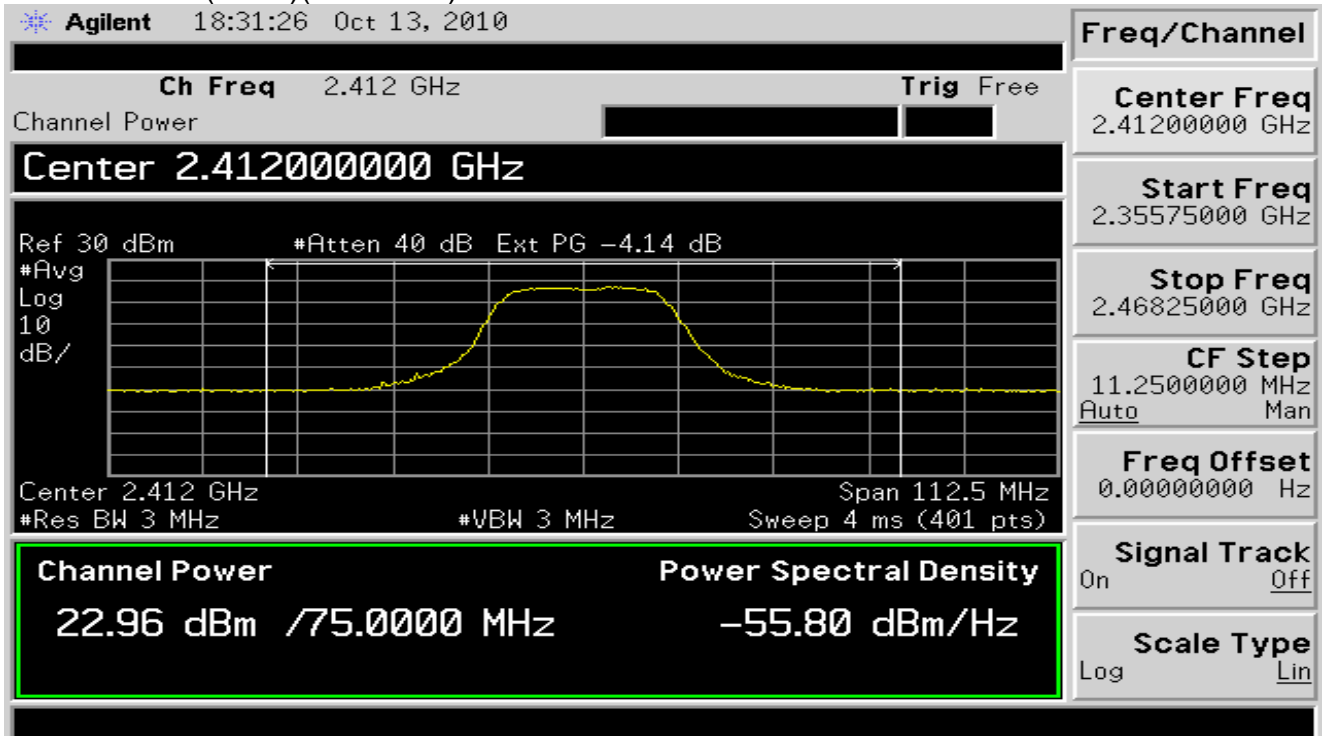 Agilent 18:31:26 Oct 13, 2010
Ch Freq 2.412 GHz Trig Free
Channel Power
Center 2.412000000 GHz
Ref 30 dBm #Atten 40 dB Ext PG -4.14 dB
#Avg
Log
10
dB/
Center 2.412 GHz Span 112.5 MHz
#Res BW 3 MHz #VBW 3 MHz Sweep 4 ms (401 pts)
Channel Power Power Spectral Density
22.96 dBm /75.0000 MHz -55.80 dBm/Hz
Freq/Channel
Center Freq
2.41200000 GHz
Start Freq
2.35575000 GHz
Stop Freq
2.46825000 GHz
CF Step
11.2500000 MHz
Auto Man
Freq Offset
0.00000000 Hz
Signal Track
On Off
Scale Type
Log Lin